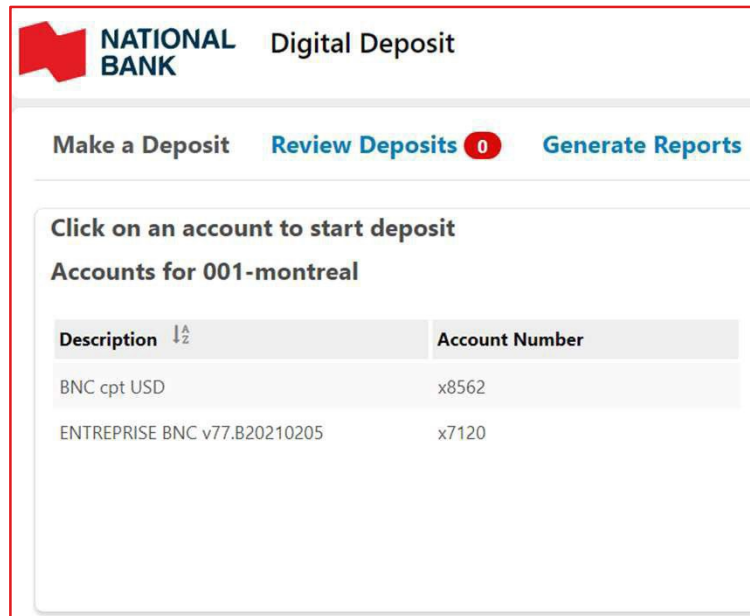 NATIONAL
BANK
Digital Deposit
Make a Deposit Review Deposits 0 Generate Reports
Click on an account to start deposit
Accounts for 001-montreal
Description AZ Account Number
BNC cpt USD x8562
ENTREPRISE BNC v77.B20210205 x7120